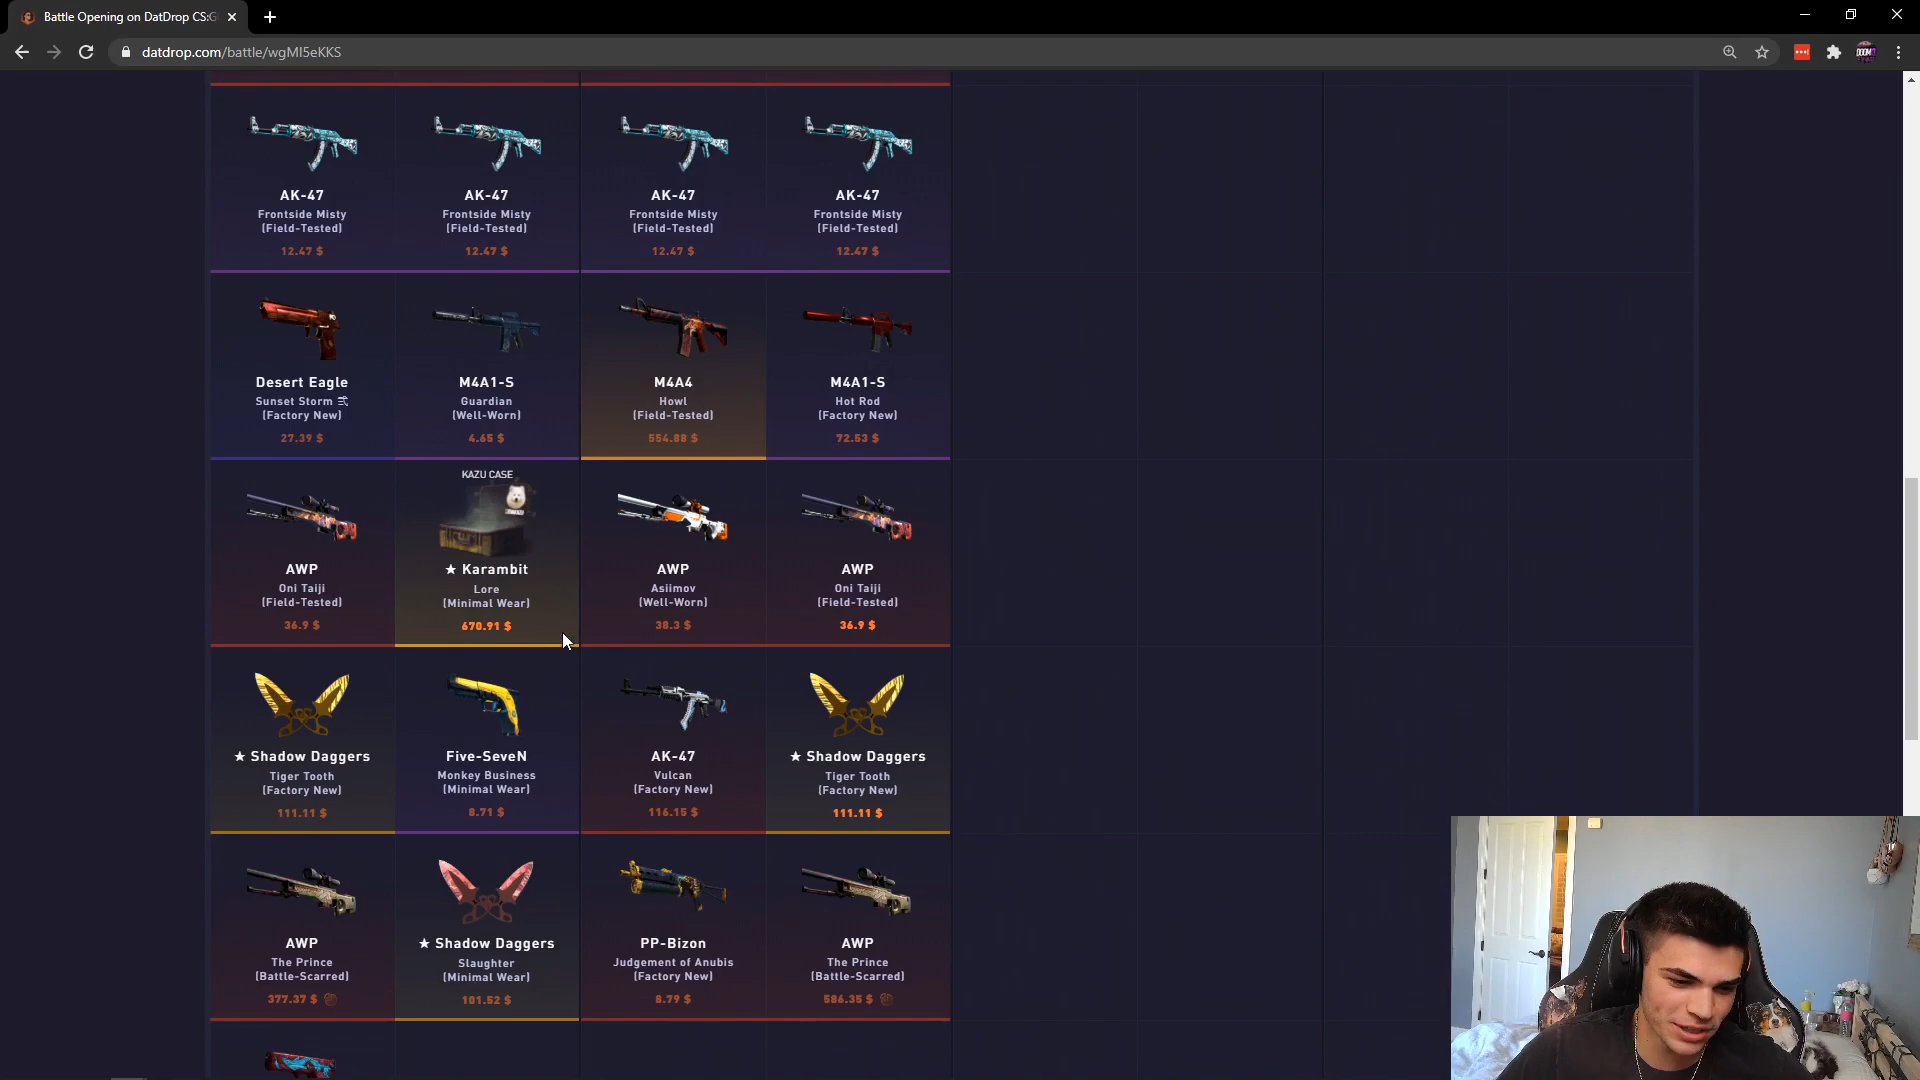 Battle Opening on DatDrop CS:G
datdrop.com/battle/wgMI5eKKS
AK-47
Frontside Misty
(Field-Tested)
12.47 $
AK-47
Frontside Misty
(Field-Tested)
12.47 $
AK-47
Frontside Misty
(Field-Tested)
12.47 $
AK-47
Frontside Misty
(Field-Tested)
12.47 $
Desert Eagle
Sunset Storm 弐
(Factory New)
27.39 $
M4A1-S
Guardian
(Well-Worn)
4.65 $
M4A4
Howl
(Field-Tested)
554.88 $
M4A1-S
Hot Rod
(Factory New)
72.53 $
AWP
Oni Taiji
(Field-Tested)
36.9 $
KAZU CASE
★ Karambit
Lore
(Minimal Wear)
670.91 $
AWP
Asiimov
(Well-Worn)
38.3 $
AWP
Oni Taiji
(Field-Tested)
36.9 $
★ Shadow Daggers
Tiger Tooth
(Factory New)
111.11 $
Five-SeveN
Monkey Business
(Minimal Wear)
8.71 $
AK-47
Vulcan
(Factory New)
116.15 $
★ Shadow Daggers
Tiger Tooth
(Factory New)
111.11 $
AWP
The Prince
(Battle-Scarred)
377.37 $
★ Shadow Daggers
Slaughter
(Minimal Wear)
101.52 $
PP-Bizon
Judgement of Anubis
(Factory New)
8.79 $
AWP
The Prince
(Battle-Scarred)
586.35 $